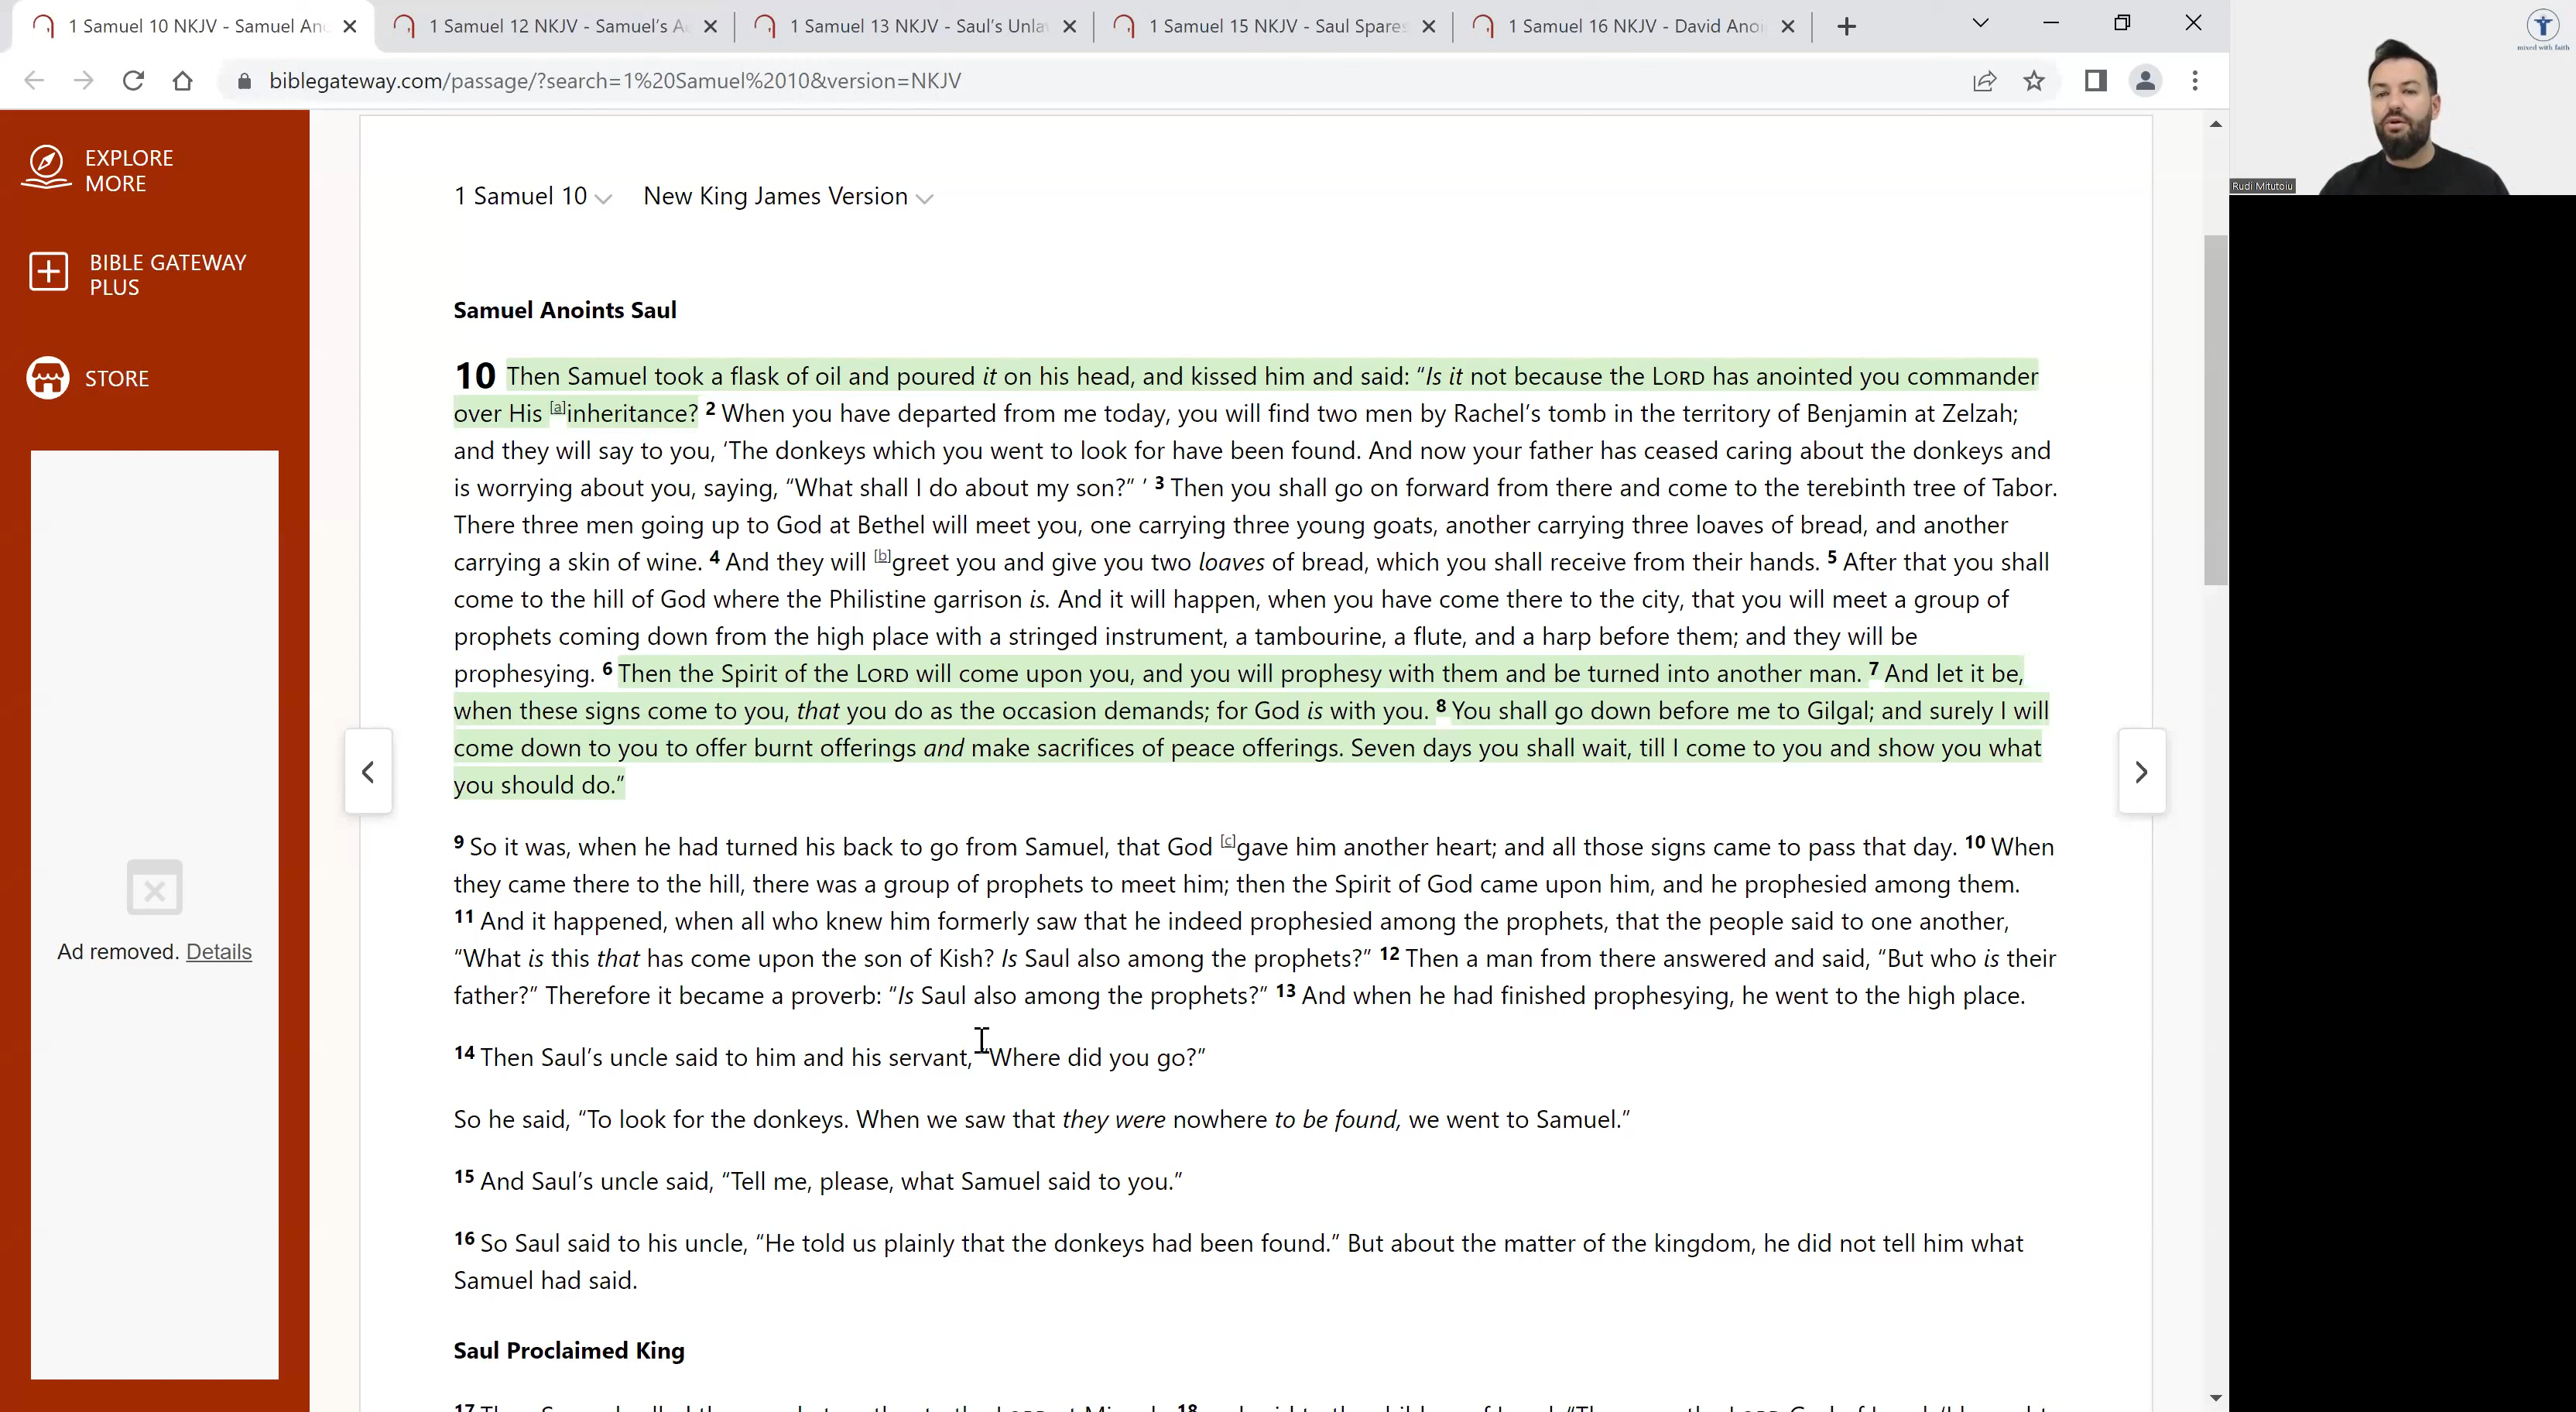 1 Samuel 10 NKJV - Samuel Ano
1 Samuel 12 NKJV - Samuel's A
1 Samuel 13 NKJV - Saul's Unla
1 Samuel 15 NKJV - Saul Spares
1 Samuel 16 NKJV - David Anoi
biblegateway.com/passage/?search=1%20Samuel%2010&version=NKJV
mixed with faith
Rudi Mitutoiu
EXPLORE
MORE
BIBLE GATEWAY
PLUS
STORE
Ad removed. Details
1 Samuel 10 New King James Version
Samuel Anoints Saul
10 Then Samuel took a flask of oil and poured it on his head, and kissed him and said: “Is it not because the LORD has anointed you commander
over His [a]inheritance? 2 When you have departed from me today, you will find two men by Rachel’s tomb in the territory of Benjamin at Zelzah;
and they will say to you, ‘The donkeys which you went to look for have been found. And now your father has ceased caring about the donkeys and
is worrying about you, saying, “What shall I do about my son?” ’ 3 Then you shall go on forward from there and come to the terebinth tree of Tabor.
There three men going up to God at Bethel will meet you, one carrying three young goats, another carrying three loaves of bread, and another
carrying a skin of wine. 4 And they will [b]greet you and give you two loaves of bread, which you shall receive from their hands. 5 After that you shall
come to the hill of God where the Philistine garrison is. And it will happen, when you have come there to the city, that you will meet a group of
prophets coming down from the high place with a stringed instrument, a tambourine, a flute, and a harp before them; and they will be
prophesying. 6 Then the Spirit of the LORD will come upon you, and you will prophesy with them and be turned into another man. 7 And let it be,
when these signs come to you, that you do as the occasion demands; for God is with you. 8 You shall go down before me to Gilgal; and surely I will
come down to you to offer burnt offerings and make sacrifices of peace offerings. Seven days you shall wait, till I come to you and show you what
you should do.”
9 So it was, when he had turned his back to go from Samuel, that God [c]gave him another heart; and all those signs came to pass that day. 10 When
they came there to the hill, there was a group of prophets to meet him; then the Spirit of God came upon him, and he prophesied among them.
11 And it happened, when all who knew him formerly saw that he indeed prophesied among the prophets, that the people said to one another,
“What is this that has come upon the son of Kish? Is Saul also among the prophets?” 12 Then a man from there answered and said, “But who is their
father?” Therefore it became a proverb: “Is Saul also among the prophets?” 13 And when he had finished prophesying, he went to the high place.
14 Then Saul’s uncle said to him and his servant, “Where did you go?”
So he said, “To look for the donkeys. When we saw that they were nowhere to be found, we went to Samuel.”
15 And Saul’s uncle said, “Tell me, please, what Samuel said to you.”
16 So Saul said to his uncle, “He told us plainly that the donkeys had been found.” But about the matter of the kingdom, he did not tell him what
Samuel had said.
Saul Proclaimed King